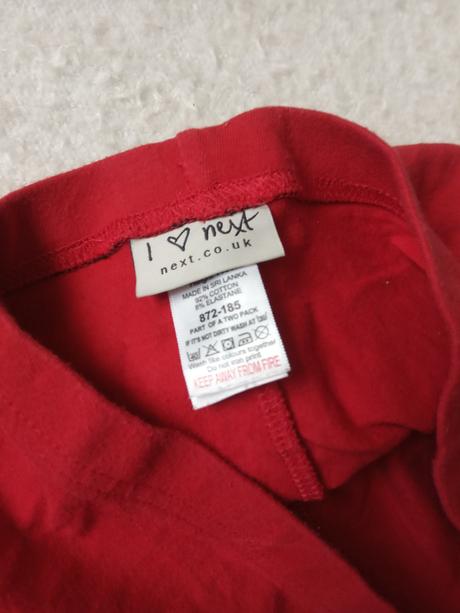 I ♡ next
next.co.uk
MADE IN SRI LANKA
92% COTTON
8% ELASTANE
872-185
PART OF A TWO PACK
IF IT'S NOT DIRTY WASH AT
Wash like colours together
Do not iron print
KEEP AWAY FROM FIRE